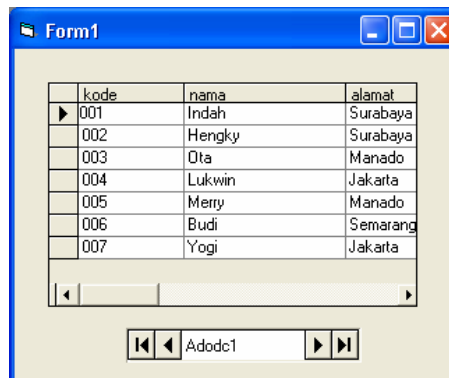 Form1
kode nama alamat
001 Indah Surabaya
002 Hengky Surabaya
003 Ota Manado
004 Lukwin Jakarta
005 Merry Manado
006 Budi Semarang
007 Yogi Jakarta
Adodc1